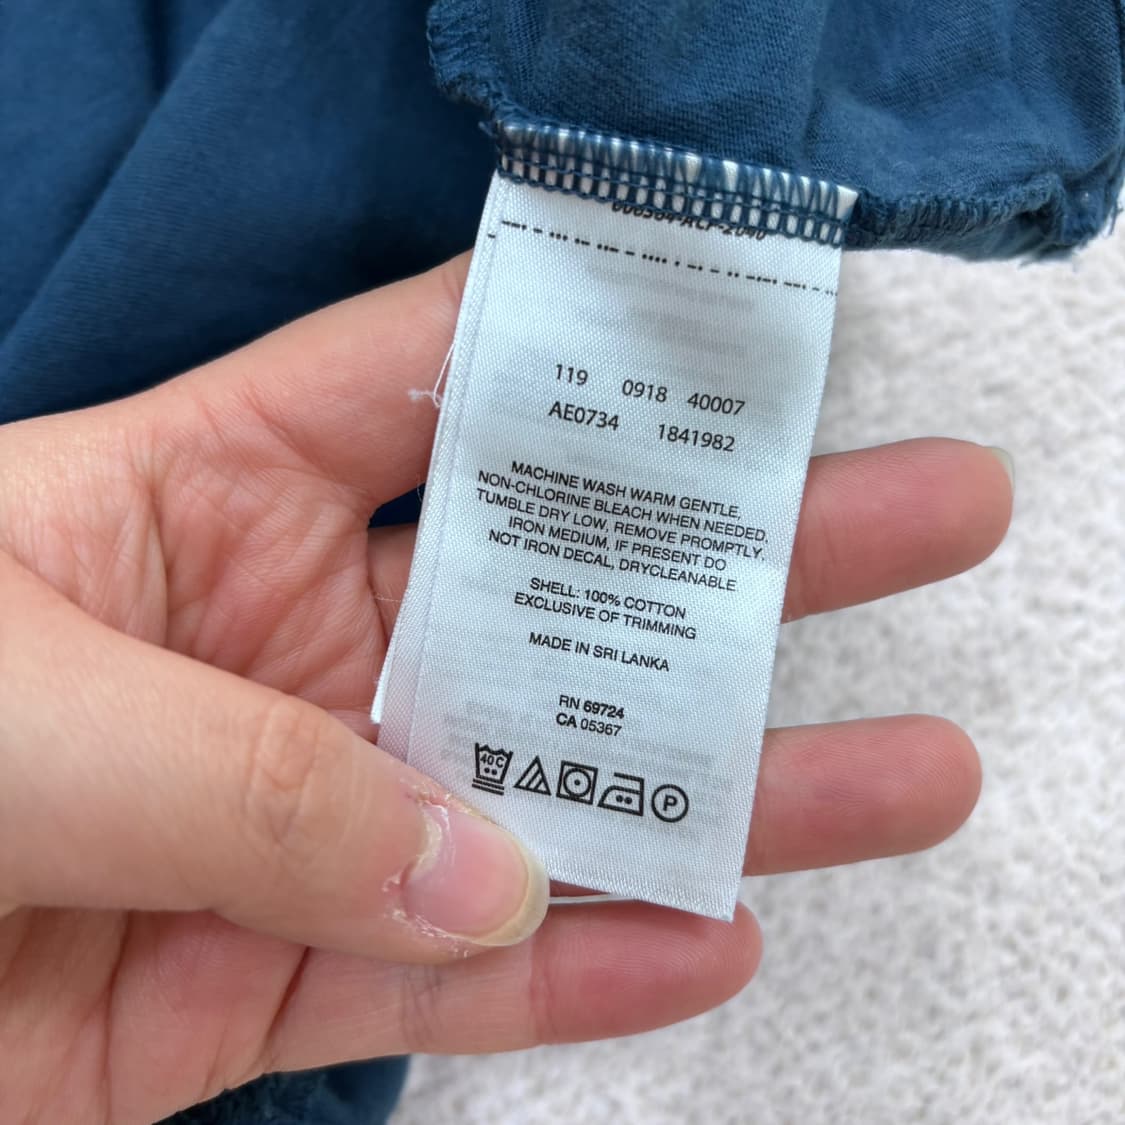 119 0918 40007
AE0734 1841982
MACHINE WASH WARM GENTLE,
NON-CHLORINE BLEACH WHEN NEEDED,
TUMBLE DRY LOW, REMOVE PROMPTLY,
IRON MEDIUM, IF PRESENT DO
NOT IRON DECAL, DRYCLEANABLE
SHELL: 100% COTTON
EXCLUSIVE OF TRIMMING
MADE IN SRI LANKA
RN 69724
CA 05367
40C
P